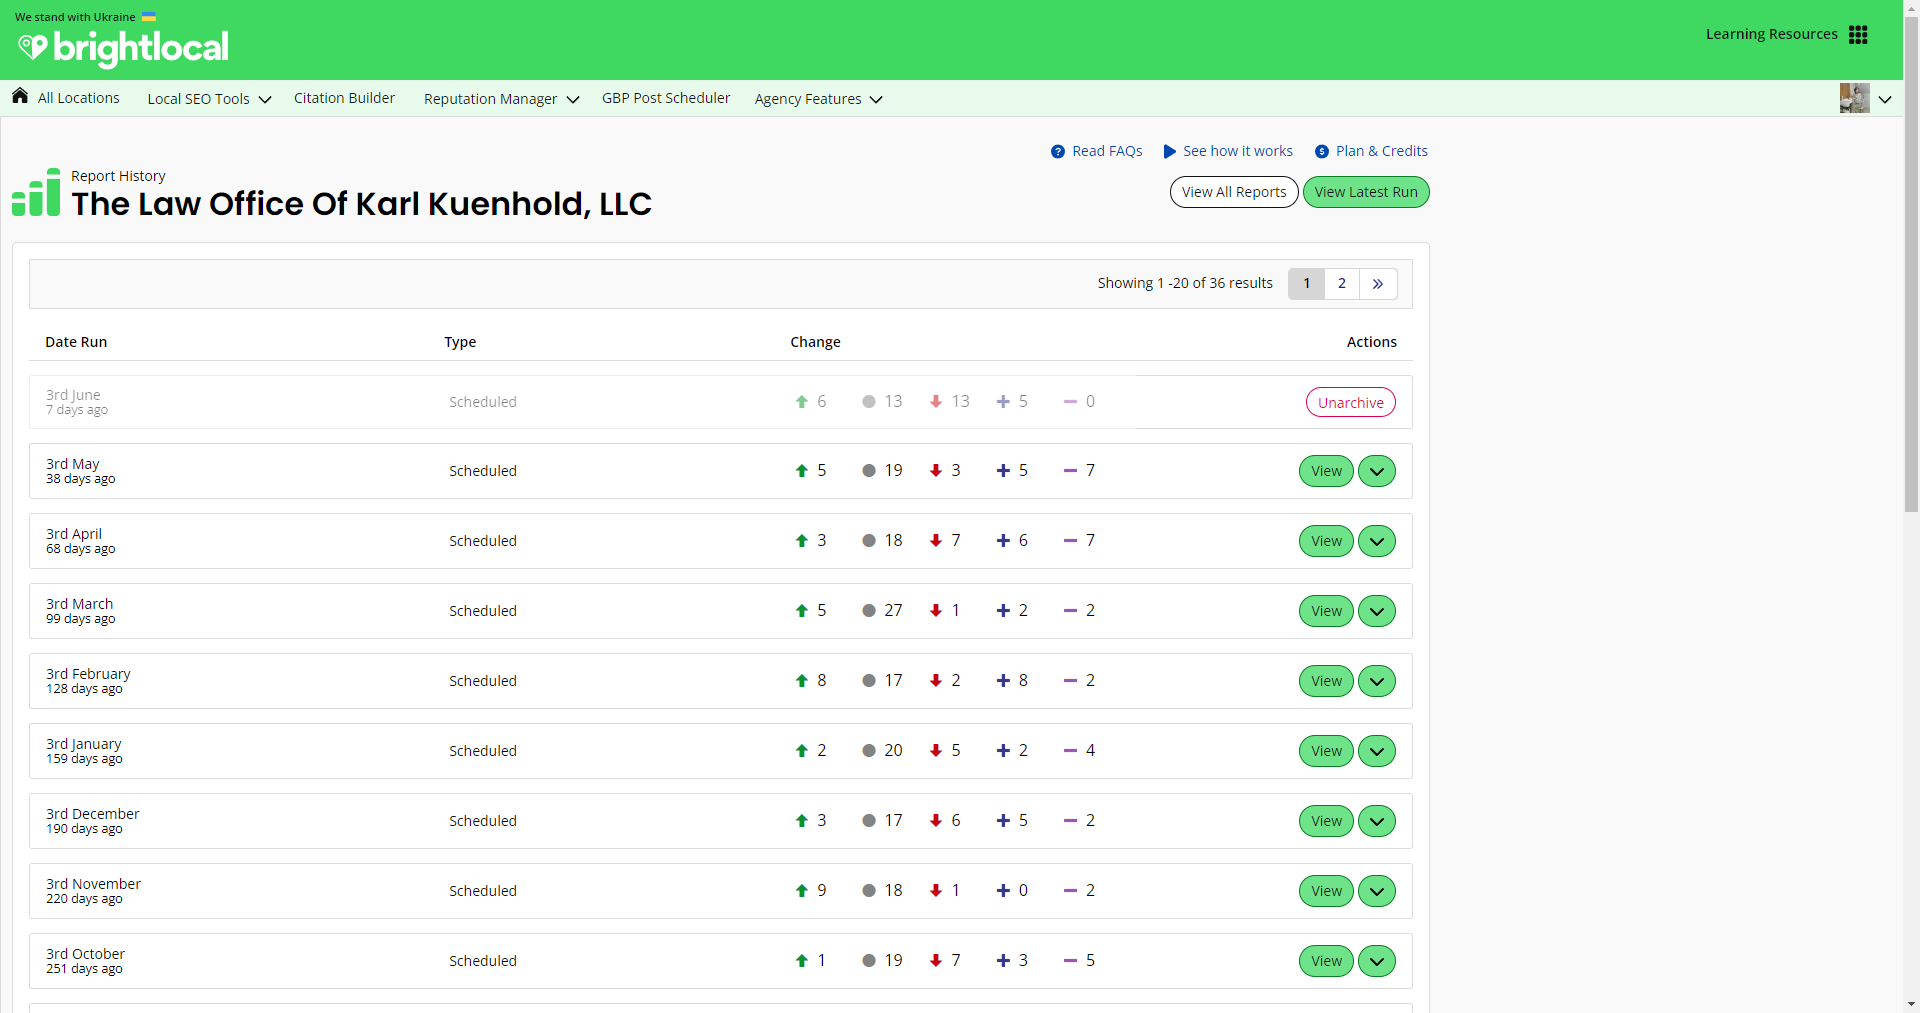 We stand with Ukraine
brightlocal
Learning Resources
All Locations Local SEO Tools Citation Builder Reputation Manager GBP Post Scheduler Agency Features
Read FAQs See how it works Plan & Credits
Report History
The Law Office Of Karl Kuenhold, LLC
View All Reports View Latest Run
Showing 1 -20 of 36 results 1 2 »
Date Run Type Change Actions
3rd June
7 days ago
Scheduled 6 13 13 + 5 − 0 Unarchive
3rd May
38 days ago
Scheduled 5 19 3 + 5 − 7 View
3rd April
68 days ago
Scheduled 3 18 7 + 6 − 7 View
3rd March
99 days ago
Scheduled 5 27 1 + 2 − 2 View
3rd February
128 days ago
Scheduled 8 17 2 + 8 − 2 View
3rd January
159 days ago
Scheduled 2 20 5 + 2 − 4 View
3rd December
190 days ago
Scheduled 3 17 6 + 5 − 2 View
3rd November
220 days ago
Scheduled 9 18 1 + 0 − 2 View
3rd October
251 days ago
Scheduled 1 19 7 + 3 − 5 View